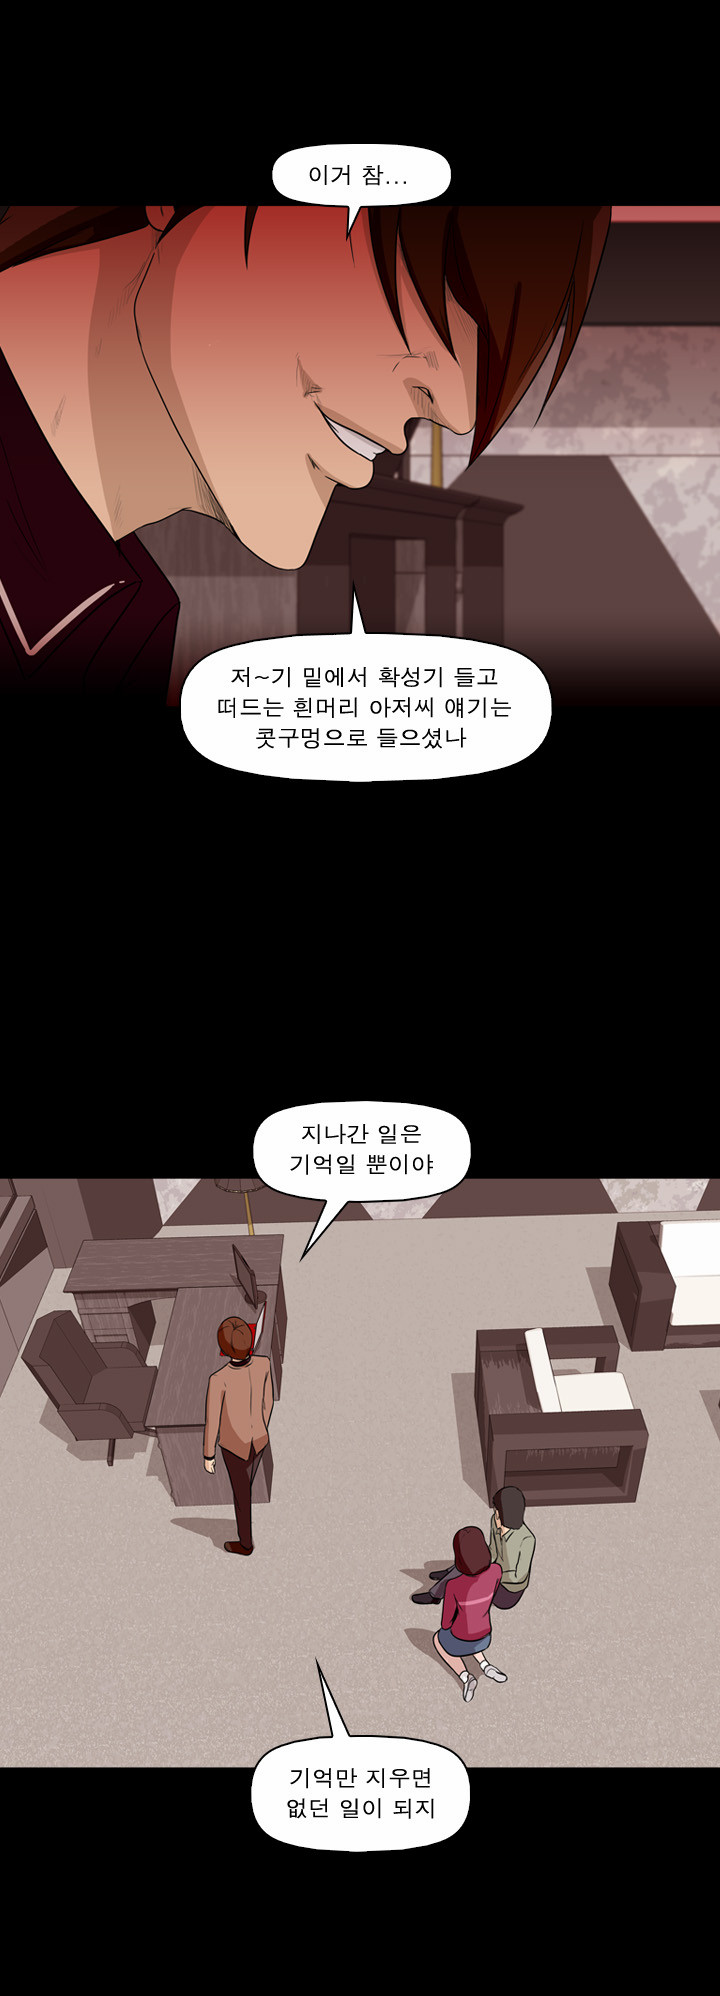 이거 참...
저~기 밑에서 확성기 들고
떠드는 흰머리 아저씨 얘기는
콧구멍으로 들으셨나
지나간 일은
기억일 뿐이야
기억만 지우면
없던 일이 되지